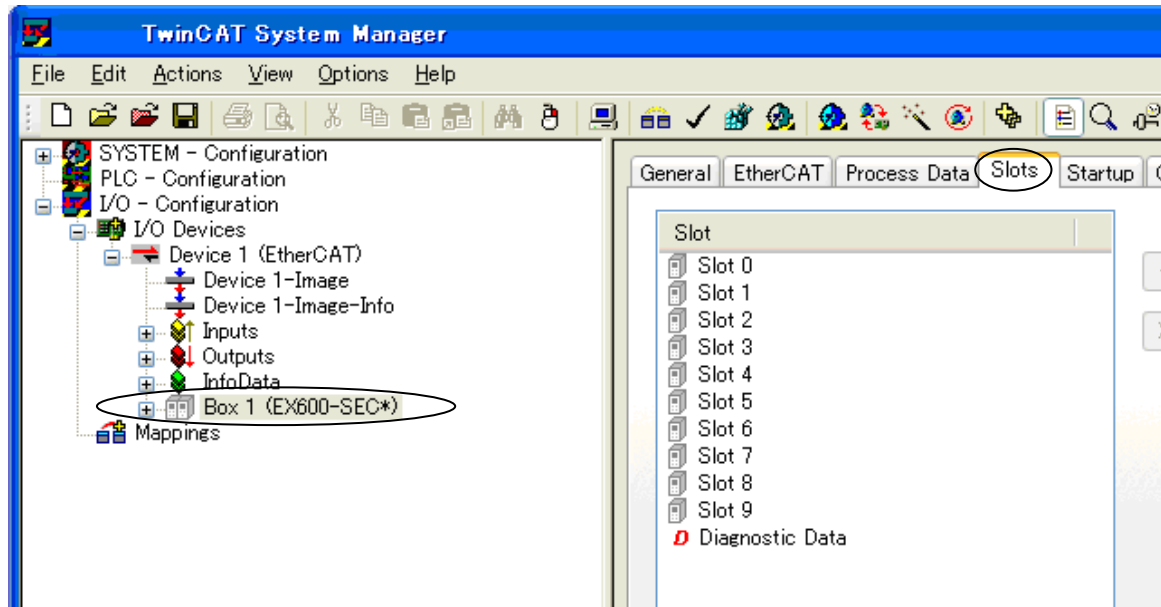 TwinCAT System Manager
File Edit Actions View Options Help
SYSTEM - Configuration
PLC - Configuration
I/O - Configuration
I/O Devices
Device 1 (EtherCAT)
Device 1-Image
Device 1-Image-Info
Inputs
Outputs
InfoData
Box 1 (EX600-SEC*)
Mappings
General EtherCAT Process Data Slots Startup
Slot
Slot 0
Slot 1
Slot 2
Slot 3
Slot 4
Slot 5
Slot 6
Slot 7
Slot 8
Slot 9
D Diagnostic Data